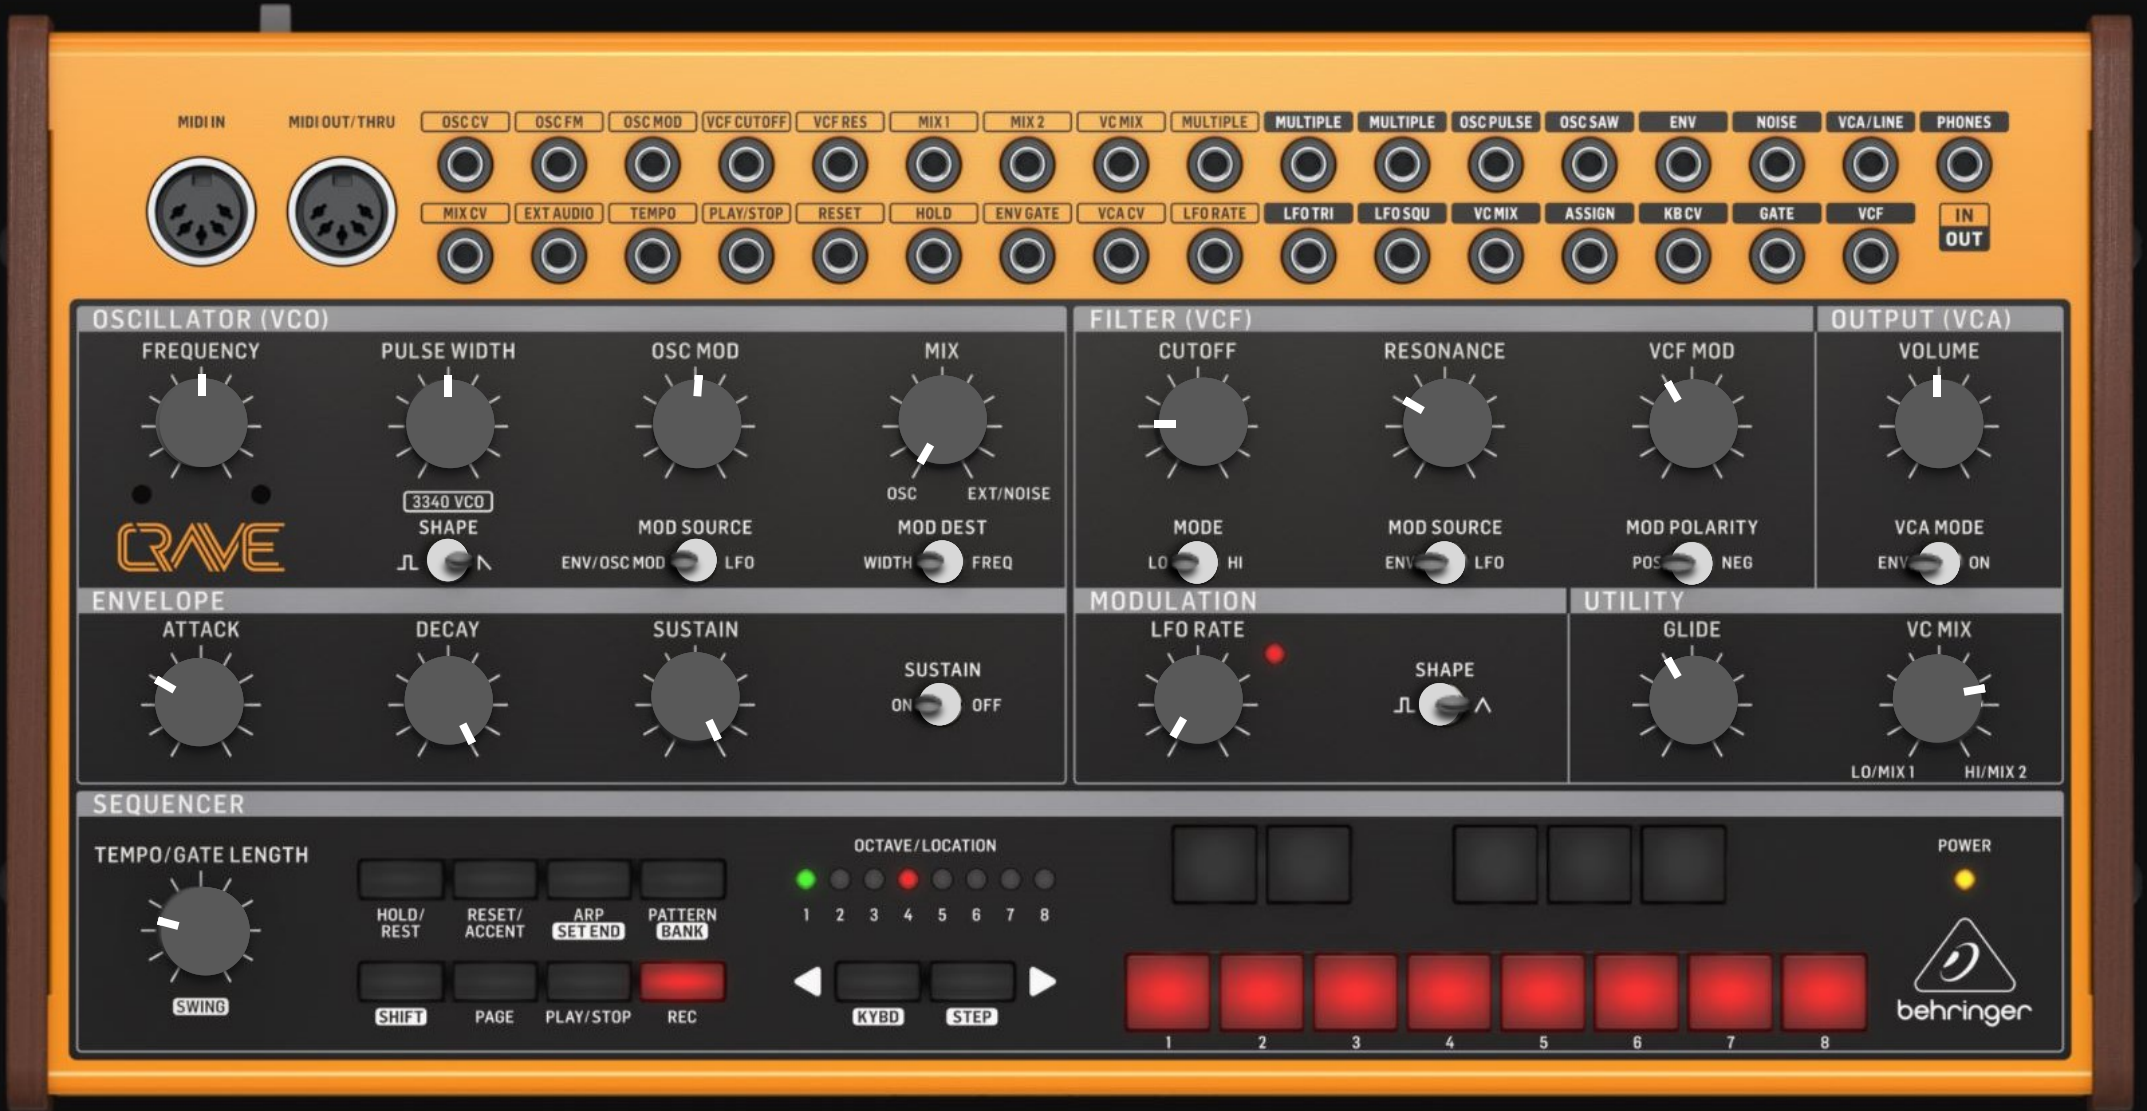 MIDI IN MIDI OUT/THRU OSC CV OSC FM OSC MOD VCF CUTOFF VCF RES MIX 1 MIX 2 VC MIX MULTIPLE MULTIPLE MULTIPLE OSC PULSE OSC SAW ENV NOISE VCA/LINE PHONES
MIX CV EXT AUDIO TEMPO PLAY/STOP RESET HOLD ENV GATE VCA CV LFO RATE LFO TRI LFO SQU VC MIX ASSIGN KB CV GATE VCF IN
OUT
OSCILLATOR (VCO) FILTER (VCF) OUTPUT (VCA)
FREQUENCY PULSE WIDTH OSC MOD MIX CUTOFF RESONANCE VCF MOD VOLUME
OSC EXT/NOISE
3340 VCO
CRAVE
SHAPE MOD SOURCE MOD DEST MODE MOD SOURCE MOD POLARITY VCA MODE
ENV/OSC MOD LFO WIDTH FREQ LO HI ENV LFO POS NEG ENV ON
ENVELOPE MODULATION UTILITY
ATTACK DECAY SUSTAIN LFO RATE GLIDE VC MIX
SUSTAIN SHAPE
ON OFF
LO/MIX 1 HI/MIX 2
SEQUENCER
TEMPO/GATE LENGTH OCTAVE/LOCATION POWER
1 2 3 4 5 6 7 8
HOLD/ RESET/ ARP PATTERN
REST ACCENT SET END BANK
SWING
SHIFT PAGE PLAY/STOP REC KYBD STEP
behringer
1 2 3 4 5 6 7 8